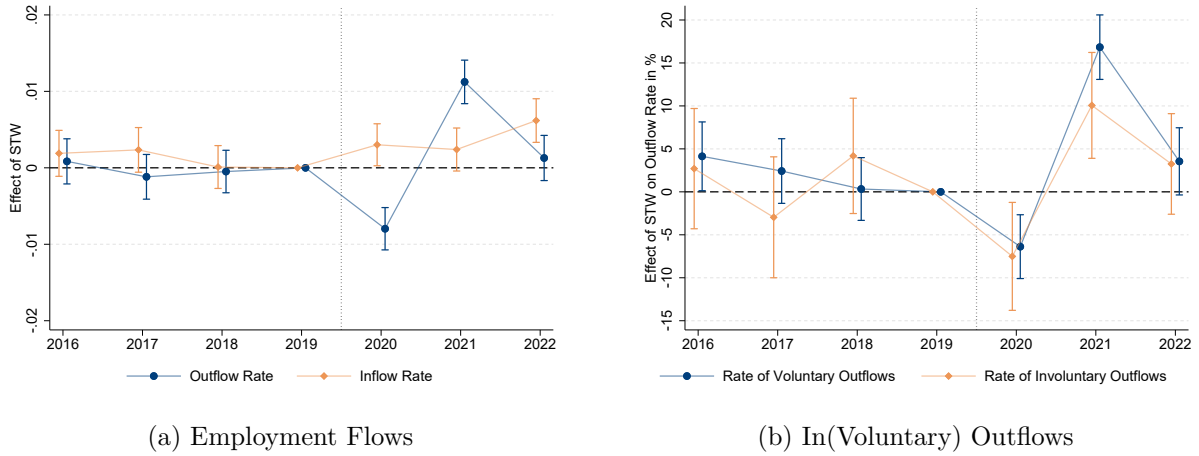 .02
.01
0
-.01
-.02
Effect of STW
2016 2017 2018 2019 2020 2021 2022
Outflow Rate Inflow Rate
(a) Employment Flows
20
15
10
5
0
-5
-10
-15
Effect of STW on Outflow Rate in %
2016 2017 2018 2019 2020 2021 2022
Rate of Voluntary Outflows Rate of Involuntary Outflows
(b) In(Voluntary) Outflows